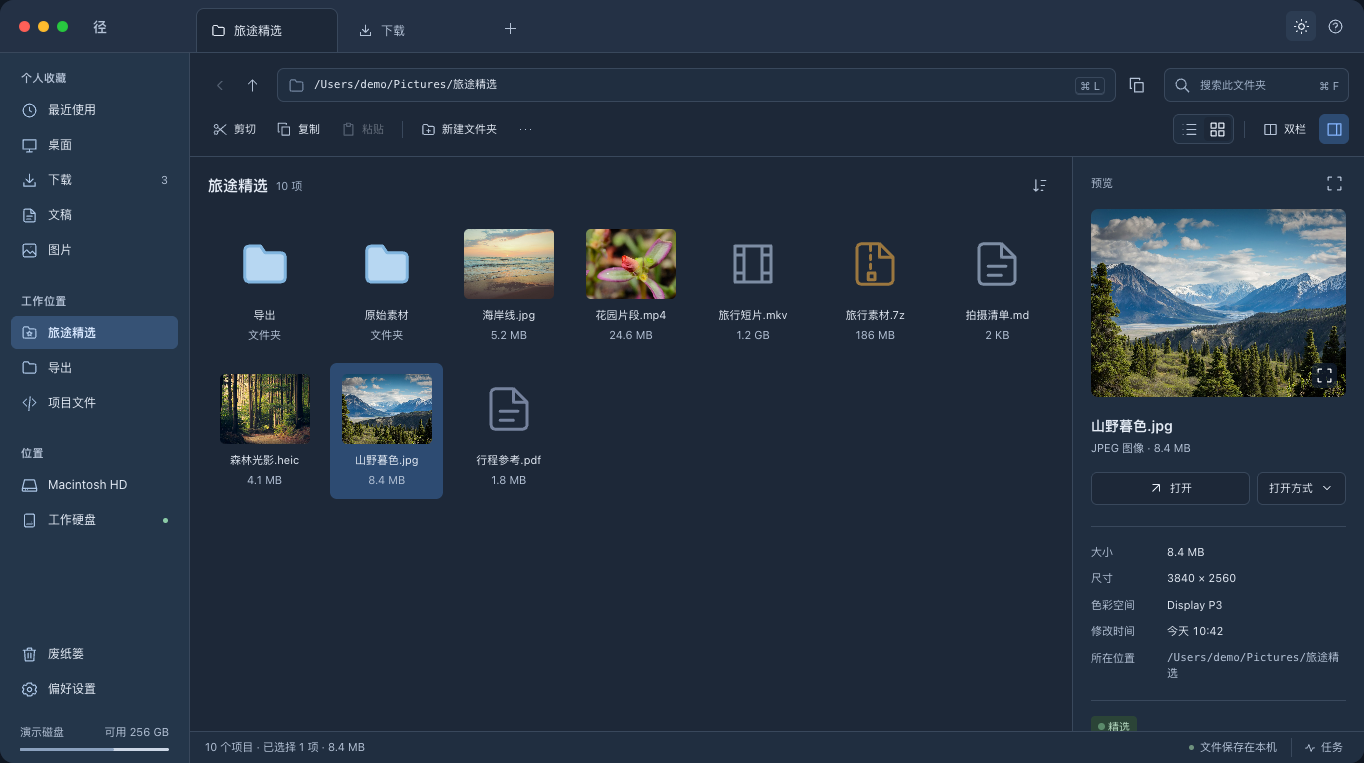 径
旅途精选
下载
个人收藏
最近使用
桌面
下载 3
文稿
图片
工作位置
旅途精选
导出
项目文件
位置
Macintosh HD
工作硬盘
废纸篓
偏好设置
演示磁盘 可用 256 GB
/Users/demo/Pictures/旅途精选 ⌘ L
搜索此文件夹 ⌘ F
剪切 复制 粘贴 新建文件夹 ···
双栏
旅途精选 10 项
导出
文件夹
原始素材
文件夹
海岸线.jpg
5.2 MB
花园片段.mp4
24.6 MB
旅行短片.mkv
1.2 GB
旅行素材.7z
186 MB
拍摄清单.md
2 KB
森林光影.heic
4.1 MB
山野暮色.jpg
8.4 MB
行程参考.pdf
1.8 MB
预览
山野暮色.jpg
JPEG 图像 · 8.4 MB
打开 打开方式
大小 8.4 MB
尺寸 3840 × 2560
色彩空间 Display P3
修改时间 今天 10:42
所在位置 /Users/demo/Pictures/旅途精
选
精选
10 个项目 · 已选择 1 项 · 8.4 MB
文件保存在本机 任务